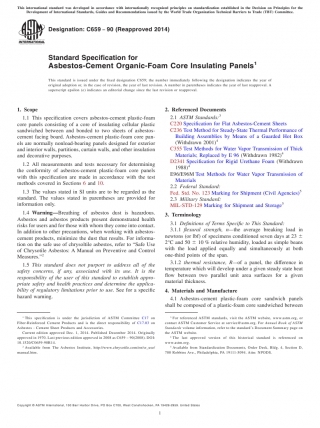 This international standard was developed in accordance with internationally recognized principles on standardization established in the Decision on Principles for the
Development of International Standards, Guides and Recommendations issued by the World Trade Organization Technical Barriers to Trade (TBT) Committee.
Designation: C659 − 90 (Reapproved 2014)
Standard Specification for
Asbestos-Cement Organic-Foam Core Insulating Panels1
This standard is issued under the fixed designation C659; the number immediately following the designation indicates the year of
original adoption or, in the case of revision, the year of last revision. A number in parentheses indicates the year of last reapproval. A
superscript epsilon (ε) indicates an editorial change since the last revision or reapproval.
1. Scope
1.1 This specification covers asbestos-cement plastic-foam
core panels consisting of a core of insulating cellular plastic
sandwiched between and bonded to two sheets of asbestos-
cement facing board. Asbestos-cement plastic-foam core pan-
els are normally nonload-bearing panels designed for exterior
and interior walls, partitions, curtain walls, and other insulation
and decorative purposes.
1.2 All measurements and tests necessary for determining
the conformity of asbestos-cement plastic-foam core panels
with this specification are made in accordance with the test
methods covered in Sections 6 and 10.
1.3 The values stated in SI units are to be regarded as the
standard. The values stated in parentheses are provided for
information only.
1.4 Warning—Breathing of asbestos dust is hazardous.
Asbestos and asbestos products present demonstrated health
risks for users and for those with whom they come into contact.
In addition to other precautions, when working with asbestos-
cement products, minimize the dust that results. For informa-
tion on the safe use of chrysotile asbestos, refer to “Safe Use
of Chrysotile Asbestos: A Manual on Preventive and Control
Measures.”2
1.5 This standard does not purport to address all of the
safety concerns, if any, associated with its use. It is the
responsibility of the user of this standard to establish appro-
priate safety and health practices and determine the applica-
bility of regulatory limitations prior to use. See for a specific
hazard warning.
2. Referenced Documents
2.1 ASTM Standards:3
C220 Specification for Flat Asbestos-Cement Sheets
C236 Test Method for Steady-State Thermal Performance of
Building Assemblies by Means of a Guarded Hot Box
(Withdrawn 2001)4
C355 Test Methods for Water Vapor Transmission of Thick
Materials; Replaced by E 96 (Withdrawn 1982)4
D2341 Specification for Rigid Urethane Foam (Withdrawn
1988)4
E96/E96M Test Methods for Water Vapor Transmission of
Materials
2.2 Federal Standard:
Fed. Std. No. 123 Marking for Shipment (Civil Agencies)5
2.3 Military Standard:
MIL-STD-129 Marking for Shipment and Storage5
3. Terminology
3.1 Definitions of Terms Specific to This Standard:
3.1.1 flexural strength, n—the average breaking load in
newtons (or lbf) of specimens conditioned seven days at 23 ±
2°C and 50 ± 10 % relative humidity, loaded as simple beams
with the load applied equally and simultaneously at both
one-third points of the span.
3.1.2 thermal resistance, R—of a panel, the difference in
temperature which will develop under a given steady state heat
flow between two parallel unit area surfaces for a given
material thickness.
4. Materials and Manufacture
4.1 Asbestos-cement plastic-foam core sandwich panels
shall be composed of a plastic-foam core sandwiched between
1 This specification is under the jurisdiction of ASTM Committee C17 on
Fiber-Reinforced Cement Products and is the direct responsibility of C17.03 on
Asbestos - Cement Sheet Products and Accessories.
Current edition approved Dec. 1, 2014. Published December 2014. Originally
approved in 1970. Last previous edition approved in 2008 as C659 – 90(2008). DOI:
10.1520/C0659-90R14.
2 Available from The Asbestos Institute, http://www.chrysotile.com/en/sr_use/
manual.htm.
3 For referenced ASTM standards, visit the ASTM website, www.astm.org, or
contact ASTM Customer Service at service@astm.org. For Annual Book of ASTM
Standards volume information, refer to the standard's Document Summary page on
the ASTM website.
4 The last approved version of this historical standard is referenced on
www.astm.org.
5 Available from Standardization Documents, Order Desk, Bldg. 4, Section D,
700 Robbins Ave., Philadelphia, PA 19111-5094 Attn: NPODS.
Copyright © ASTM International, 100 Barr Harbor Drive, PO Box C700, West Conshohocken, PA 19428-2959. United States
1